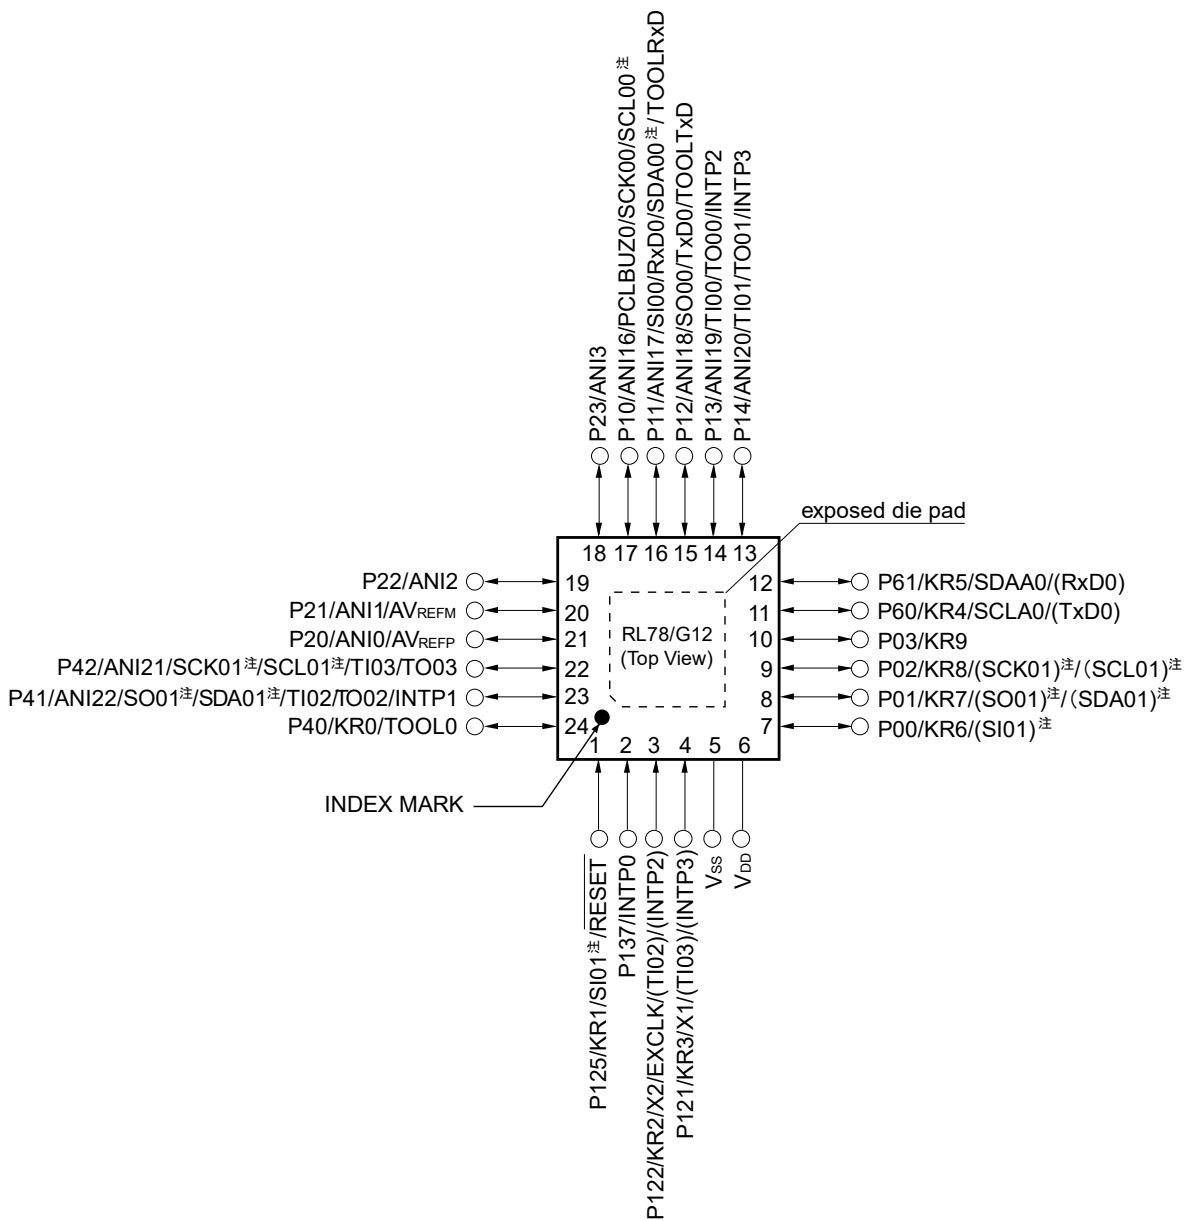 P23/ANI3
P10/ANI16/PCLBUZ0/SCK00/SCL00注
P11/ANI17/SI00/RxD0/SDA00注/TOOLRxD
P12/ANI18/SO00/TxD0/TOOLTxD
P13/ANI19/TI00/TO00/INTP2
P14/ANI20/TI01/TO01/INTP3
exposed die pad
18 17 16 15 14 13
P22/ANI2 19
P21/ANI1/AVREFM 20
P20/ANI0/AVREFP 21
P42/ANI21/SCK01注/SCL01注/TI03/TO03 22
P41/ANI22/SO01注/SDA01注/TI02/TO02/INTP1 23
P40/KR0/TOOL0 24
RL78/G12
(Top View)
12 P61/KR5/SDAA0/(RxD0)
11 P60/KR4/SCLA0/(TxD0)
10 P03/KR9
9 P02/KR8/(SCK01)注/(SCL01)注
8 P01/KR7/(SO01)注/(SDA01)注
7 P00/KR6/(SI01)注
1 2 3 4 5 6
INDEX MARK
P125/KR1/SI01注/RESET
P137/INTP0
P122/KR2/X2/EXCLK/(TI02)/(INTP2)
P121/KR3/X1/(TI03)/(INTP3)
VSS
VDD